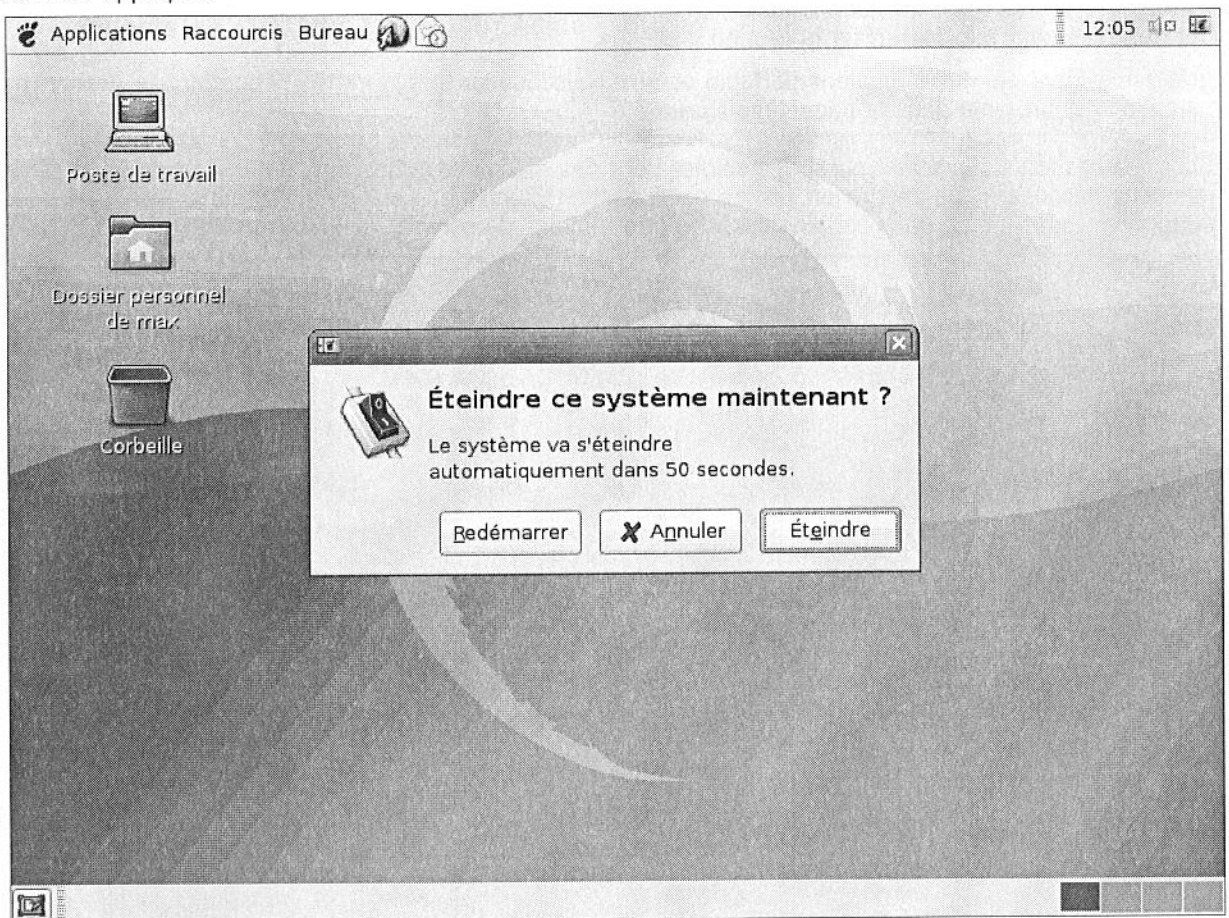 Applications Raccourcis Bureau
12:05
Poste de travail
Dossier personnel
de max
Corbeille
Éteindre ce système maintenant ?
Le système va s'éteindre
automatiquement dans 50 secondes.
Redémarrer
Annuler
Éteindre